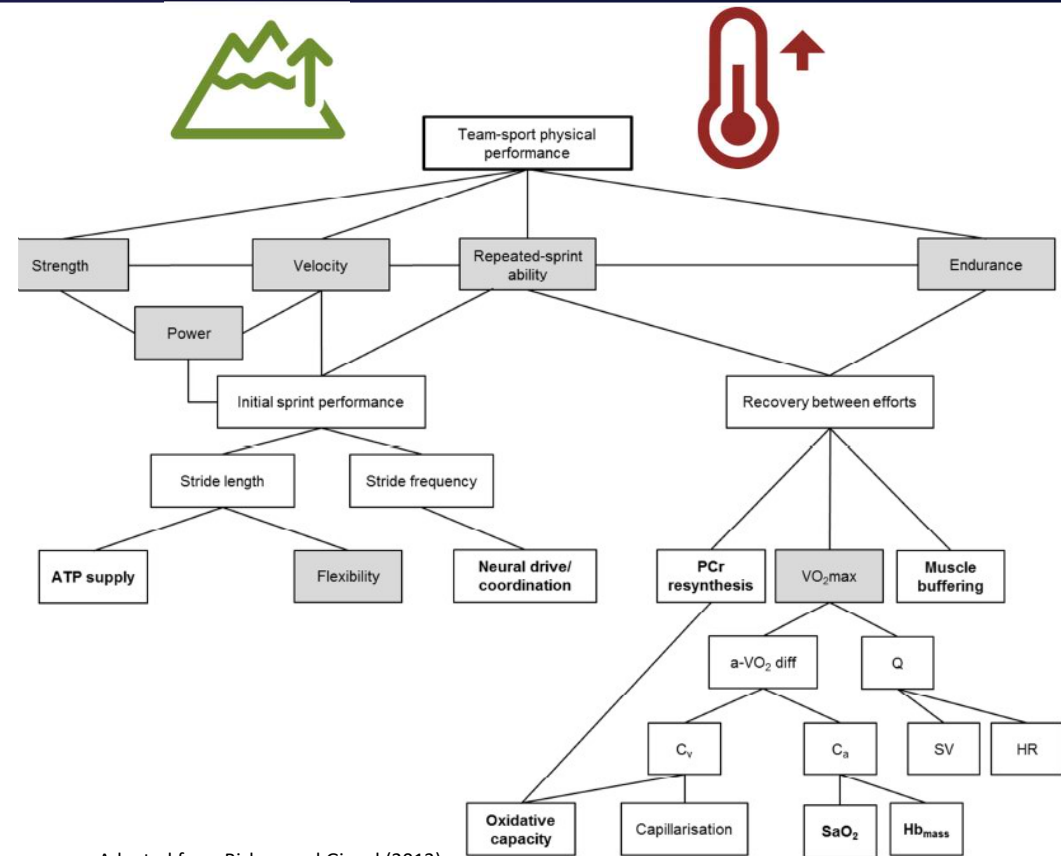 Team-sport physical
performance
Strength
Velocity
Repeated-sprint
ability
Endurance
Power
Initial sprint performance
Recovery between efforts
Stride length
Stride frequency
ATP supply
Flexibility
Neural drive/
coordination
PCr
resynthesis
VO₂max
Muscle
buffering
a-VO₂ diff
Q
Cᵥ
Cₐ
SV
HR
Oxidative
capacity
Capillarisation
SaO₂
Hbmass